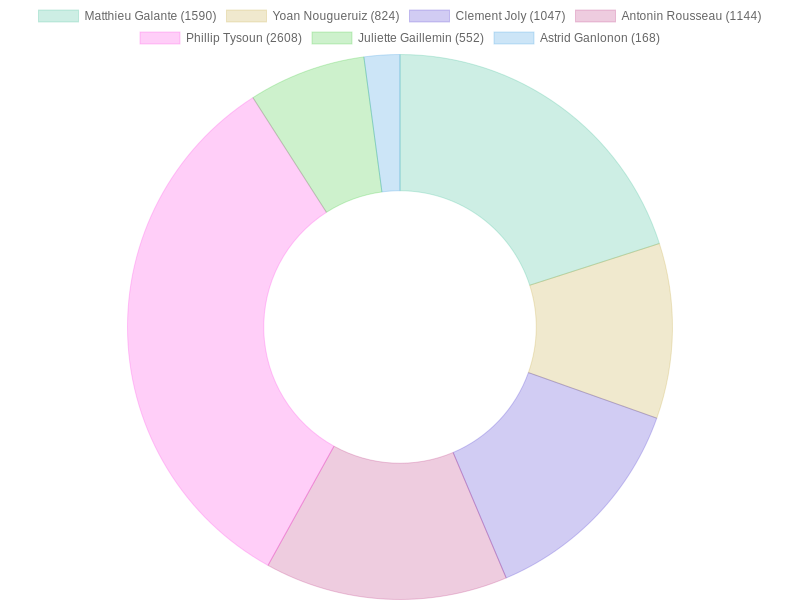 Matthieu Galante (1590) Yoan Nougueruiz (824) Clement Joly (1047) Antonin Rousseau (1144)
Phillip Tysoun (2608) Juliette Gaillemin (552) Astrid Ganlonon (168)